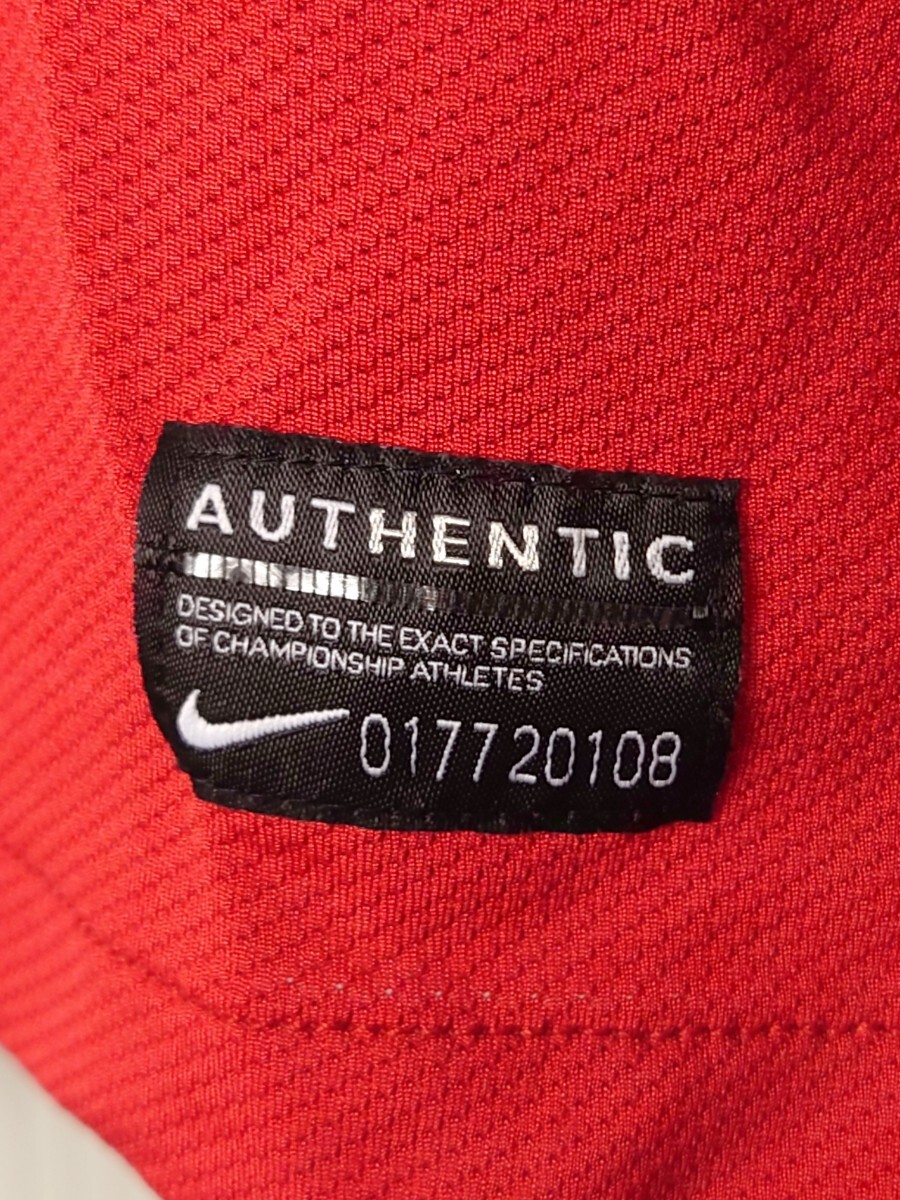 AUTHENTIC
DESIGNED TO THE EXACT SPECIFICATIONS
OF CHAMPIONSHIP ATHLETES
017720108